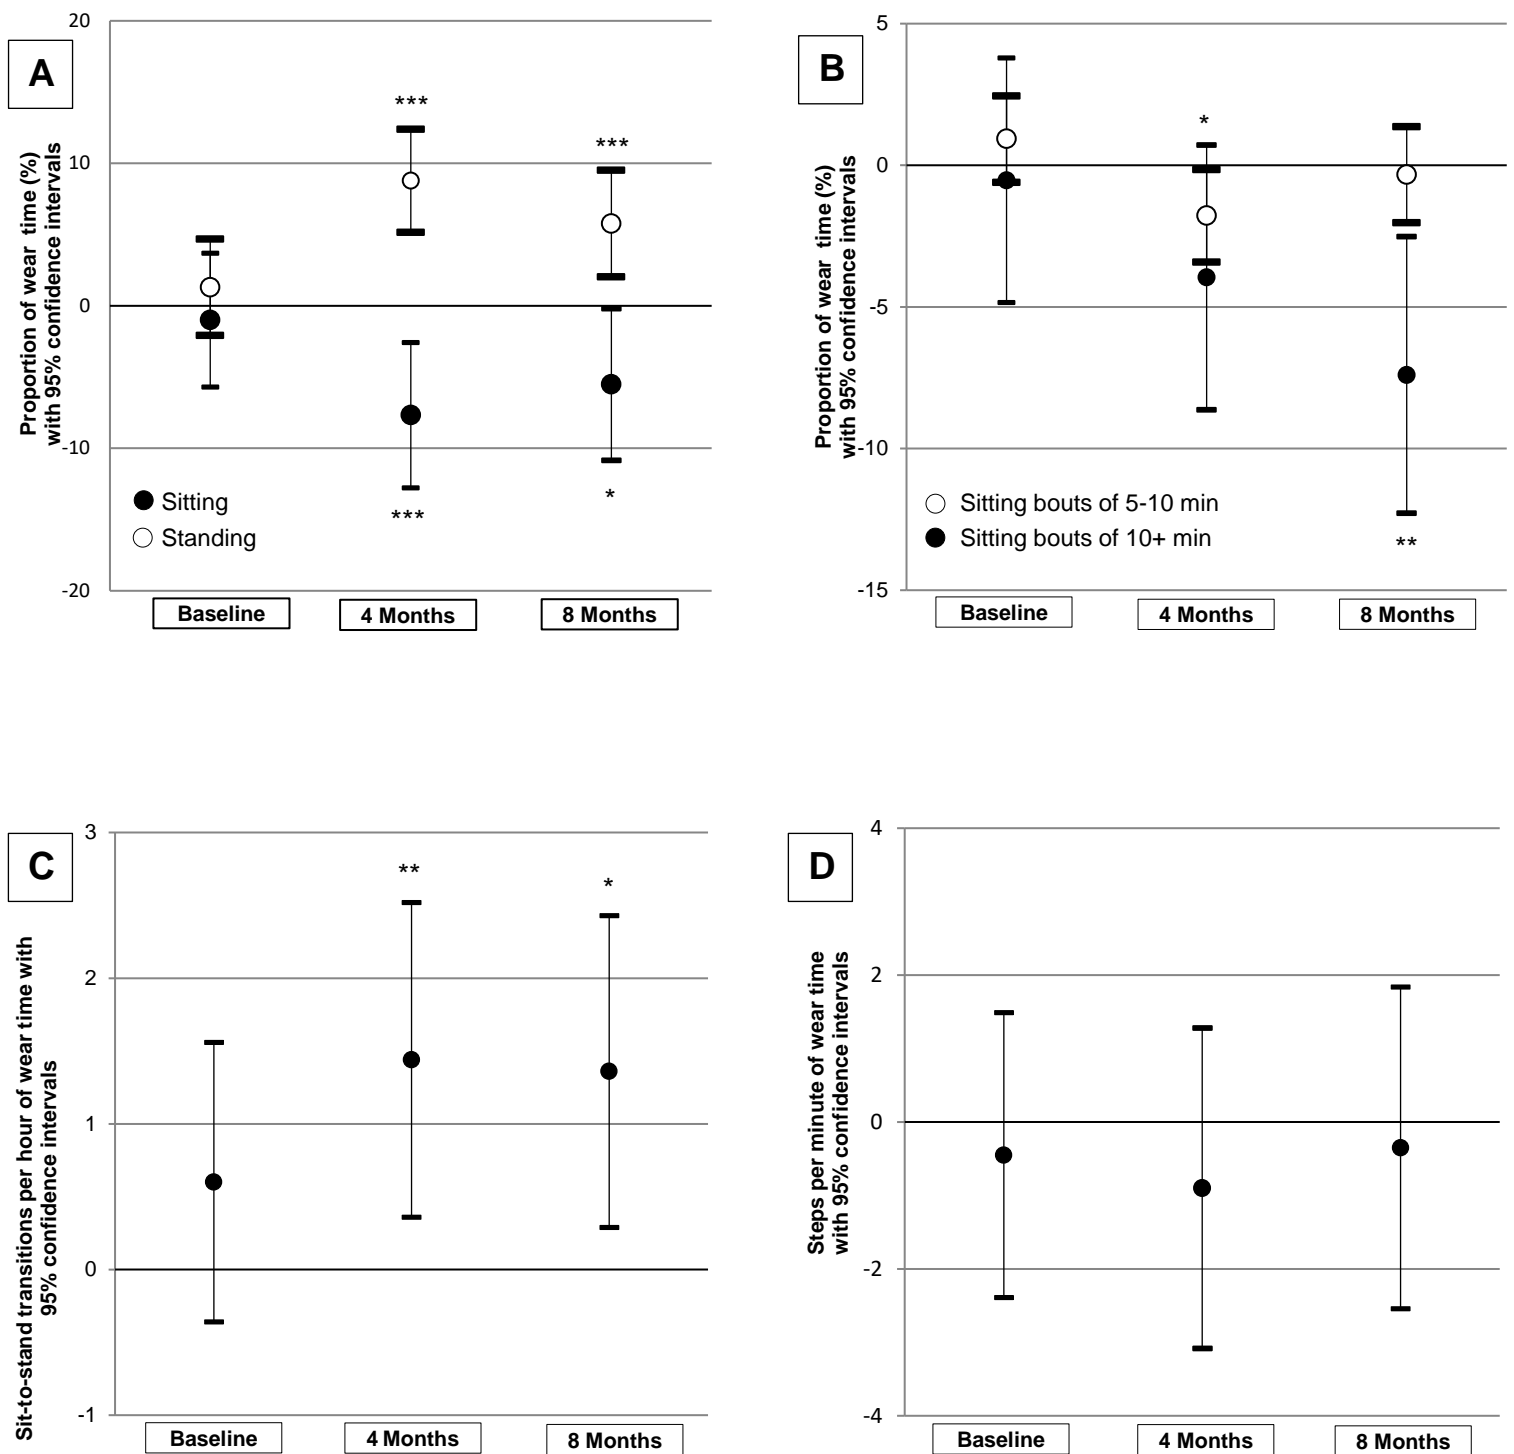 A
Proportion of wear time (%)
with 95% confidence intervals
20
10
0
-10
-20
***
***
***
*
Sitting
Standing
Baseline
4 Months
8 Months
B
Proportion of wear time (%)
with 95% confidence intervals
5
0
-5
-10
-15
*
**
Sitting bouts of 5-10 min
Sitting bouts of 10+ min
Baseline
4 Months
8 Months
C
Sit-to-stand transitions per hour of wear time with
95% confidence intervals
3
2
1
0
-1
**
*
Baseline
4 Months
8 Months
D
Steps per minute of wear time
with 95% confidence intervals
4
2
0
-2
-4
Baseline
4 Months
8 Months